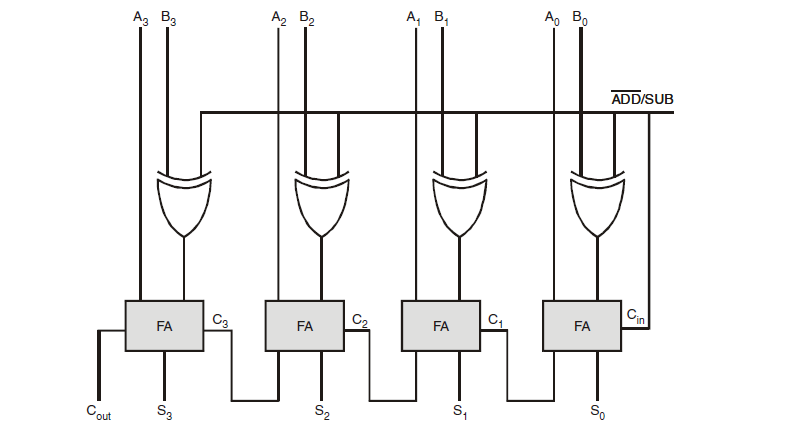 A₃ B₃ A₂ B₂ A₁ B₁ A₀ B₀
A̅D̅D̅/SUB
FA C₃ FA C₂ FA C₁ FA Cin
Cout S₃ S₂ S₁ S₀